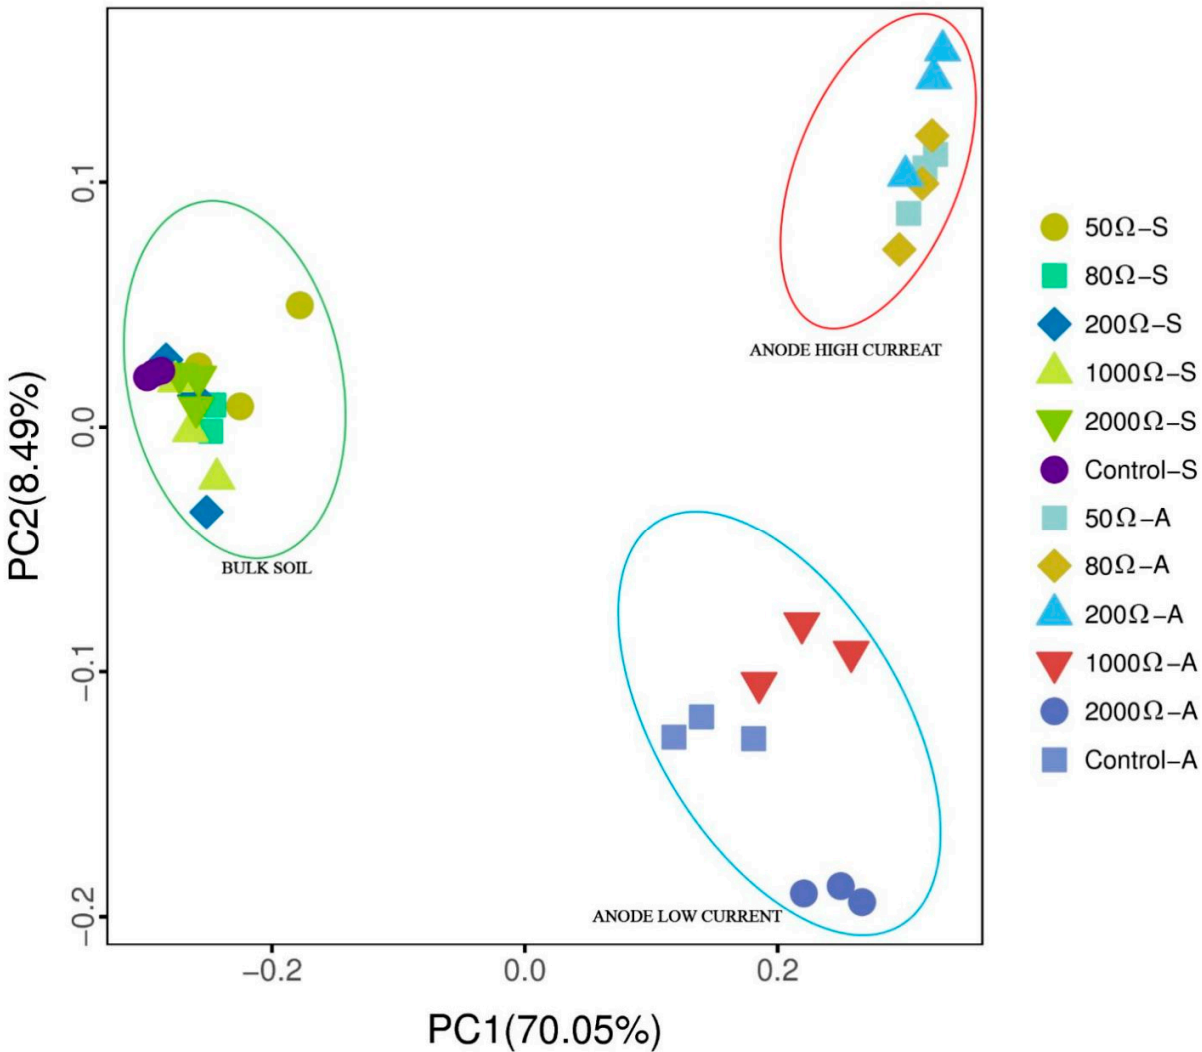 ANODE HIGH CURREAT
BULK SOIL
ANODE LOW CURRENT
0.1
0.0
−0.1
−0.2
PC2(8.49%)
−0.2
0.0
0.2
PC1(70.05%)
50Ω−S
80Ω−S
200Ω−S
1000Ω−S
2000Ω−S
Control−S
50Ω−A
80Ω−A
200Ω−A
1000Ω−A
2000Ω−A
Control−A